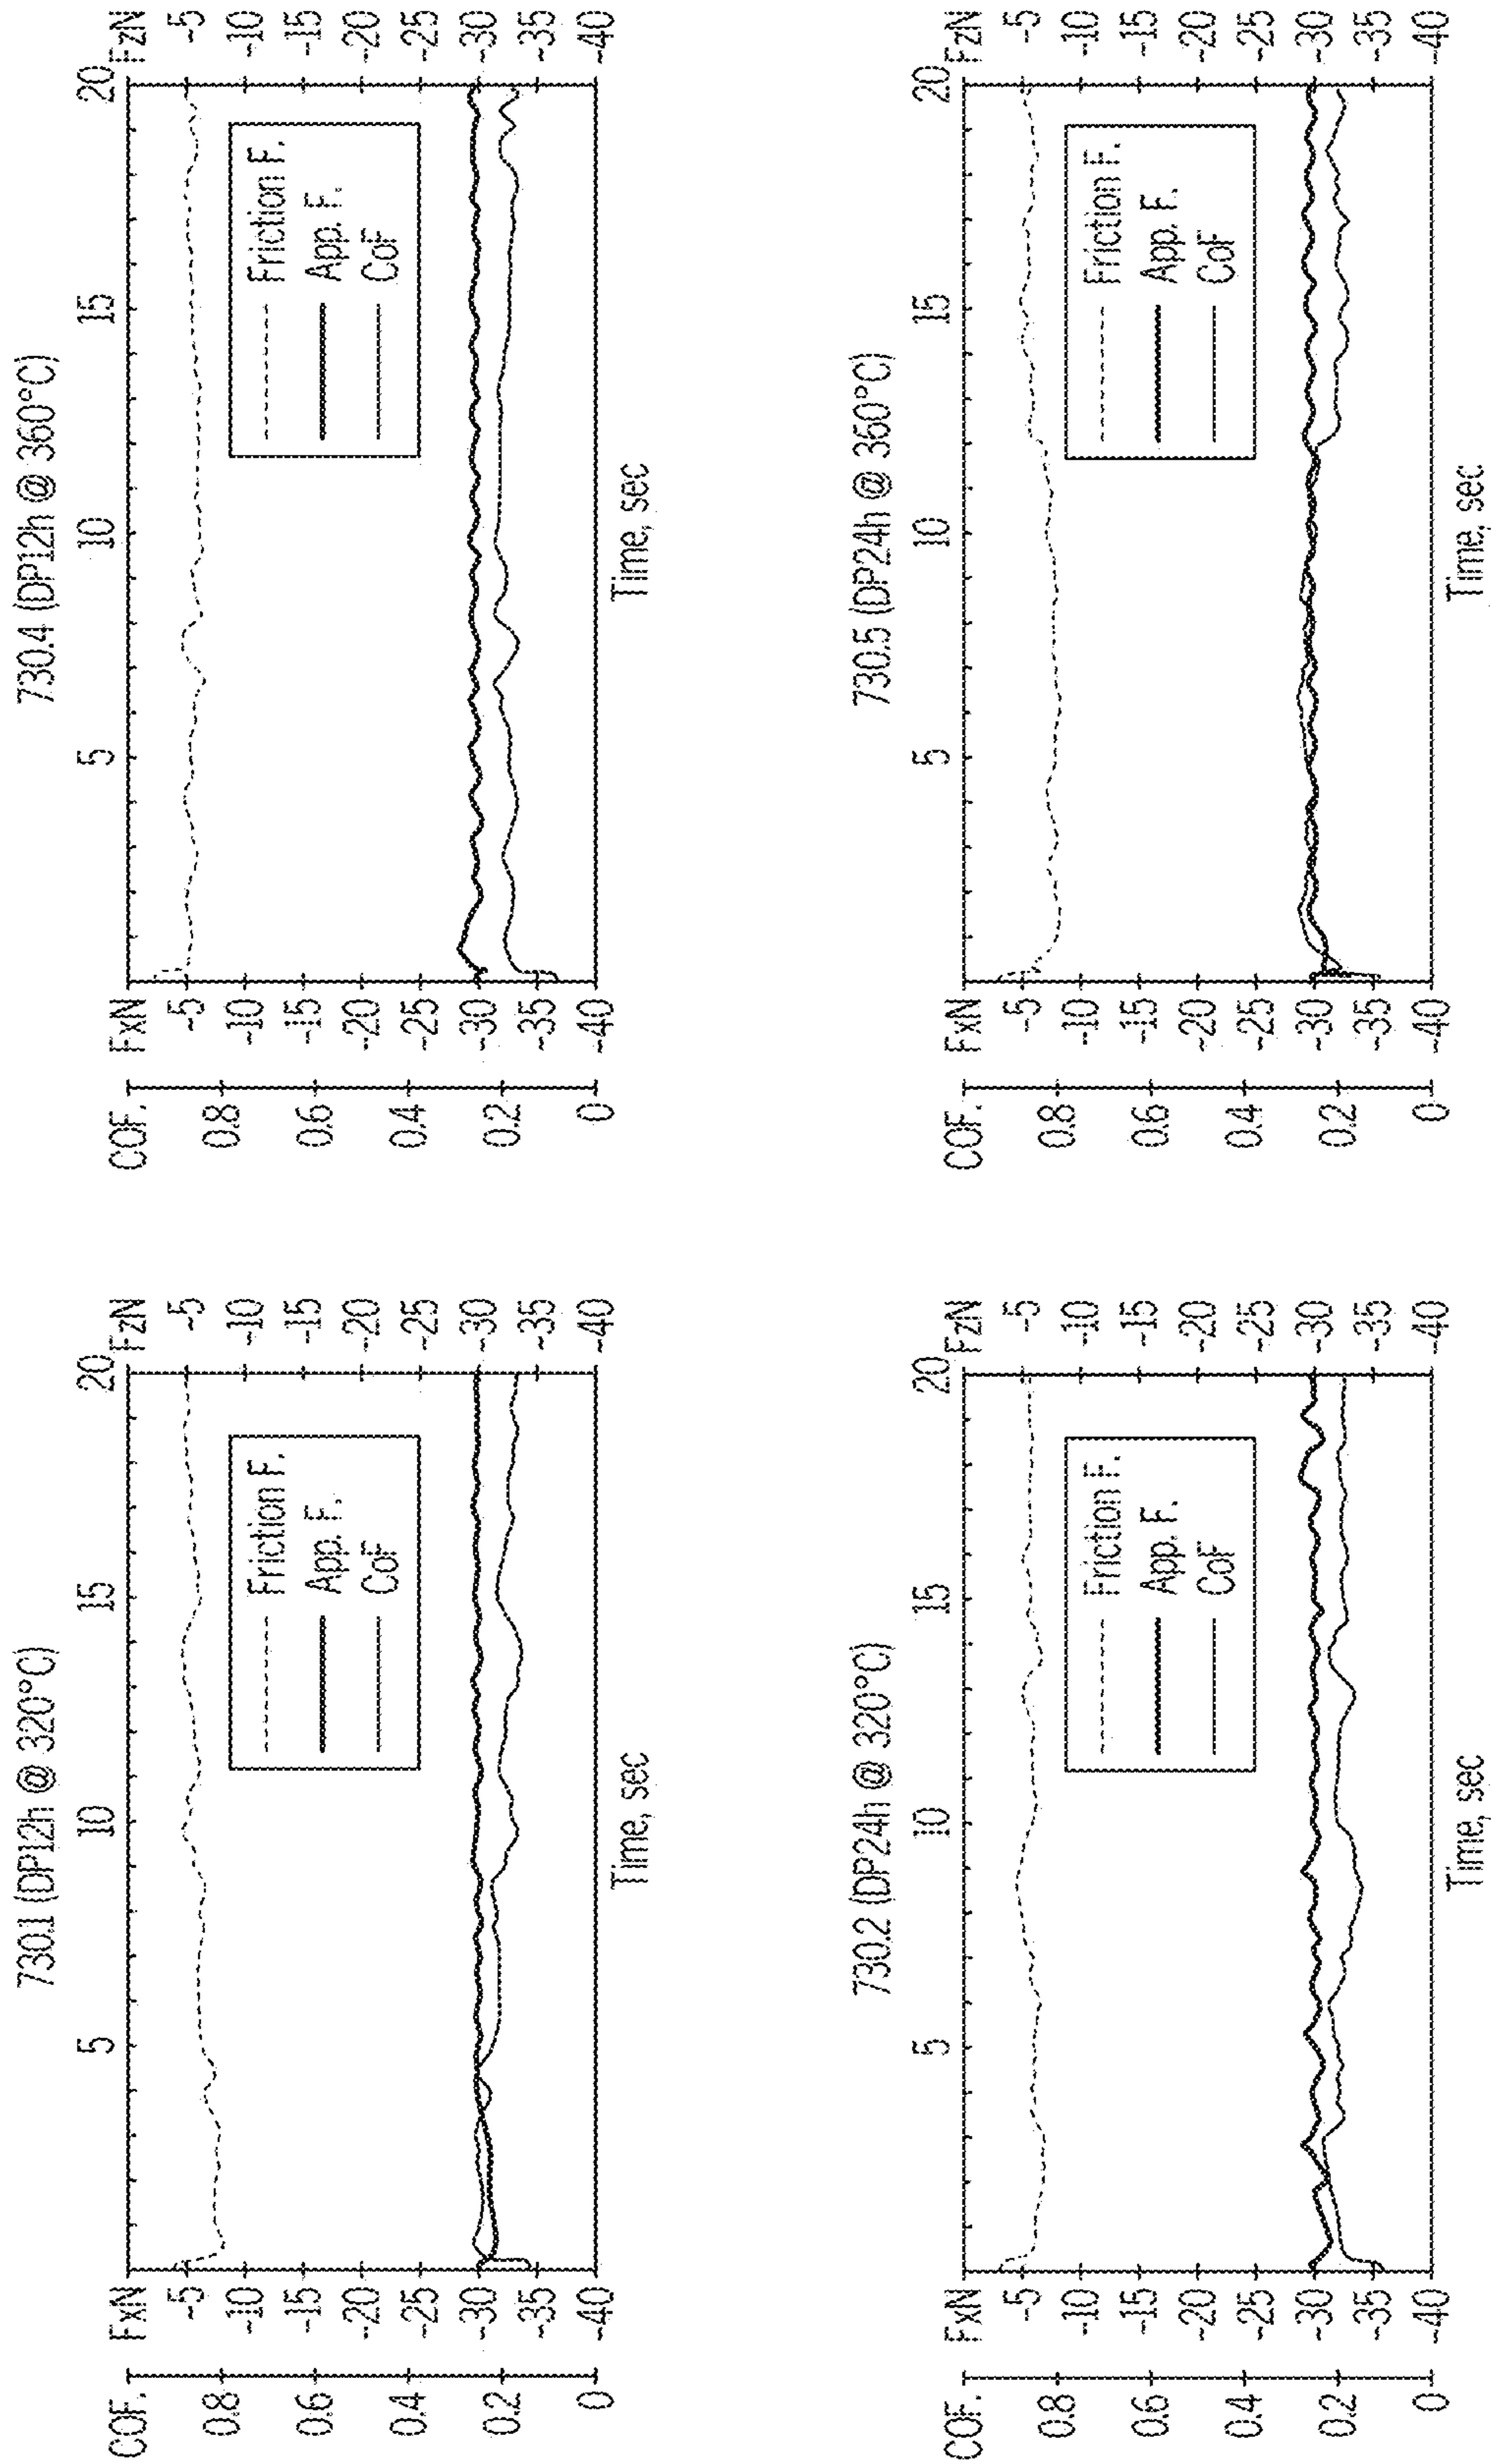 730.1 (DP12h @ 320°C)
5 10 15 20
COF. FxN FzN
-5 -5
0.8
-10 -10
-15 -15
0.6
-20 -20
0.4
-25 -25
-30 -30
0.2
-35 -35
0 -40 -40
Friction F.
App. F.
CoF
Time, sec
730.4 (DP12h @ 360°C)
5 10 15 20
COF. FxN FzN
-5 -5
0.8
-10 -10
-15 -15
0.6
-20 -20
0.4
-25 -25
-30 -30
0.2
-35 -35
0 -40 -40
Friction F.
App. F.
CoF
Time, sec
730.2 (DP24h @ 320°C)
5 10 15 20
COF. FxN FzN
-5 -5
0.8
-10 -10
-15 -15
0.6
-20 -20
0.4
-25 -25
-30 -30
0.2
-35 -35
0 -40 -40
Friction F.
App. F.
CoF
Time, sec
730.5 (DP24h @ 360°C)
5 10 15 20
COF. FxN FzN
-5 -5
0.8
-10 -10
-15 -15
0.6
-20 -20
0.4
-25 -25
-30 -30
0.2
-35 -35
0 -40 -40
Friction F.
App. F.
CoF
Time, sec